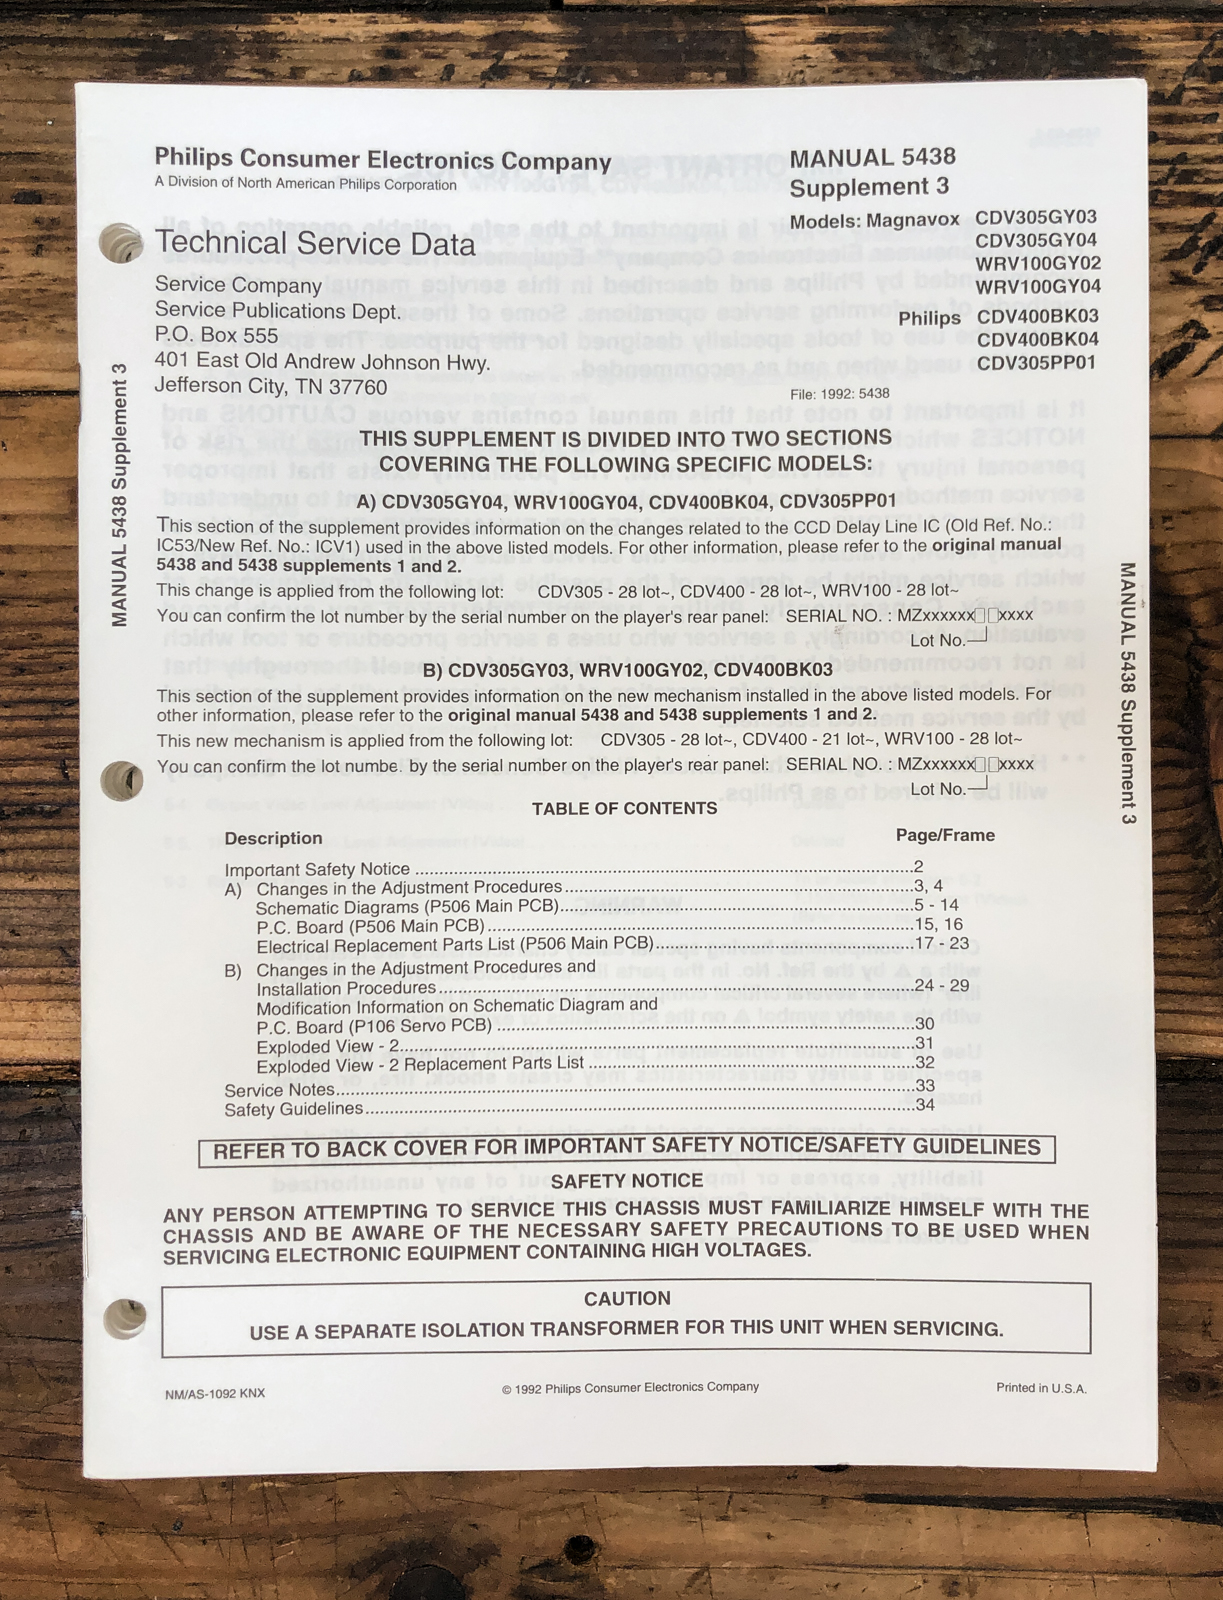 Philips Consumer Electronics Company
A Division of North American Philips Corporation
Technical Service Data
Service Company
Service Publications Dept.
P.O. Box 555
401 East Old Andrew Johnson Hwy.
Jefferson City, TN 37760
MANUAL 5438
Supplement 3
Models: Magnavox CDV305GY03
CDV305GY04
WRV100GY02
WRV100GY04
Philips CDV400BK03
CDV400BK04
CDV305PP01
File: 1992: 5438
MANUAL 5438 Supplement 3
THIS SUPPLEMENT IS DIVIDED INTO TWO SECTIONS
COVERING THE FOLLOWING SPECIFIC MODELS:
A) CDV305GY04, WRV100GY04, CDV400BK04, CDV305PP01
This section of the supplement provides information on the changes related to the CCD Delay Line IC (Old Ref. No.:
IC53/New Ref. No.: ICV1) used in the above listed models. For other information, please refer to the original manual
5438 and 5438 supplements 1 and 2.
This change is applied from the following lot: CDV305 - 28 lot~, CDV400 - 28 lot~, WRV100 - 28 lot~
You can confirm the lot number by the serial number on the player's rear panel: SERIAL NO. : MZxxxxxx□□xxxx
Lot No.
B) CDV305GY03, WRV100GY02, CDV400BK03
This section of the supplement provides information on the new mechanism installed in the above listed models. For
other information, please refer to the original manual 5438 and 5438 supplements 1 and 2.
This new mechanism is applied from the following lot: CDV305 - 28 lot~, CDV400 - 21 lot~, WRV100 - 28 lot~
You can confirm the lot numbe. by the serial number on the player's rear panel: SERIAL NO. : MZxxxxxx□□xxxx
Lot No.
MANUAL 5438 Supplement 3
TABLE OF CONTENTS
Description Page/Frame
Important Safety Notice ... 2
A) Changes in the Adjustment Procedures ... 3, 4
Schematic Diagrams (P506 Main PCB) ... 5 - 14
P.C. Board (P506 Main PCB) ... 15, 16
Electrical Replacement Parts List (P506 Main PCB) ... 17 - 23
B) Changes in the Adjustment Procedures and
Installation Procedures ... 24 - 29
Modification Information on Schematic Diagram and
P.C. Board (P106 Servo PCB) ... 30
Exploded View - 2 ... 31
Exploded View - 2 Replacement Parts List ... 32
Service Notes ... 33
Safety Guidelines ... 34
REFER TO BACK COVER FOR IMPORTANT SAFETY NOTICE/SAFETY GUIDELINES
SAFETY NOTICE
ANY PERSON ATTEMPTING TO SERVICE THIS CHASSIS MUST FAMILIARIZE HIMSELF WITH THE
CHASSIS AND BE AWARE OF THE NECESSARY SAFETY PRECAUTIONS TO BE USED WHEN
SERVICING ELECTRONIC EQUIPMENT CONTAINING HIGH VOLTAGES.
CAUTION
USE A SEPARATE ISOLATION TRANSFORMER FOR THIS UNIT WHEN SERVICING.
NM/AS-1092 KNX
© 1992 Philips Consumer Electronics Company
Printed in U.S.A.